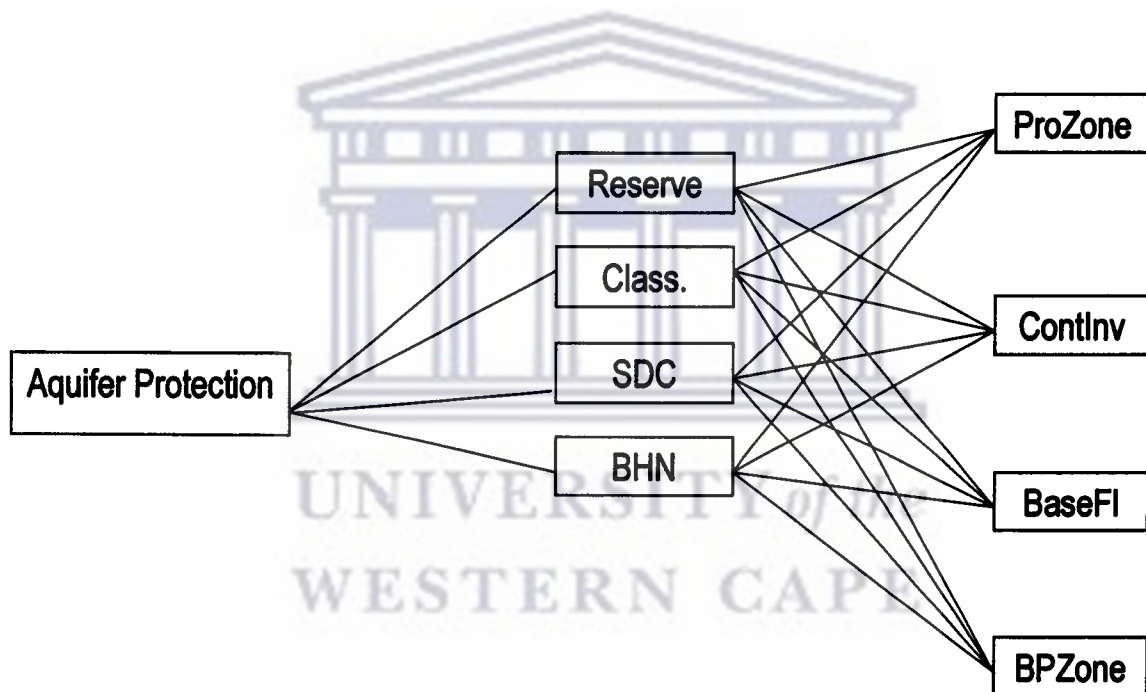 Aquifer Protection
Reserve
Class.
SDC
BHN
ProZone
ContInv
BaseFl
BPZone
UNIVERSITY of the
WESTERN CAPE